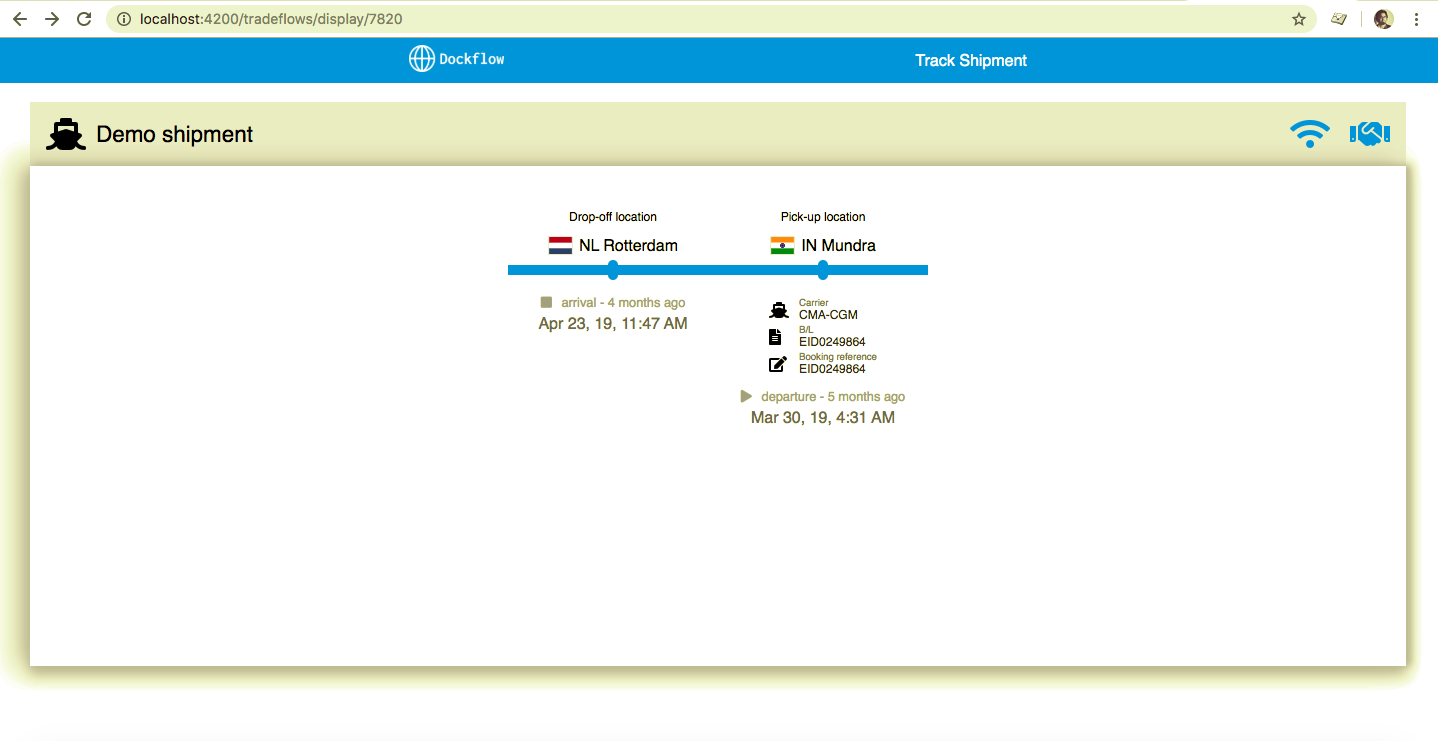 localhost:4200/tradeflows/display/7820
Dockflow
Track Shipment
Demo shipment
Drop-off location
NL Rotterdam
arrival - 4 months ago
Apr 23, 19, 11:47 AM
Pick-up location
IN Mundra
Carrier
CMA-CGM
B/L
EID0249864
Booking reference
EID0249864
departure - 5 months ago
Mar 30, 19, 4:31 AM